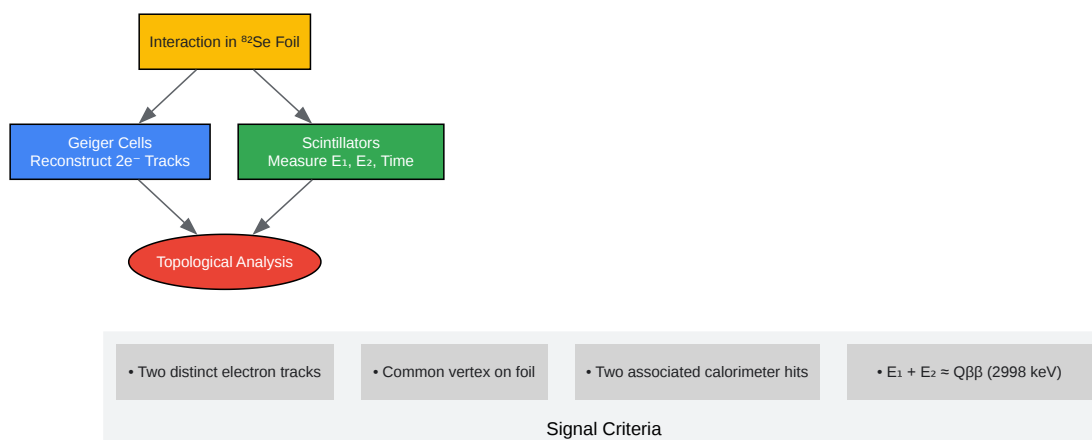 Interaction in ⁸²Se Foil
Geiger Cells
Reconstruct 2e⁻ Tracks
Scintillators
Measure E₁, E₂, Time
Topological Analysis
• Two distinct electron tracks
• Common vertex on foil
• Two associated calorimeter hits
• E₁ + E₂ ≈ Qββ (2998 keV)
Signal Criteria